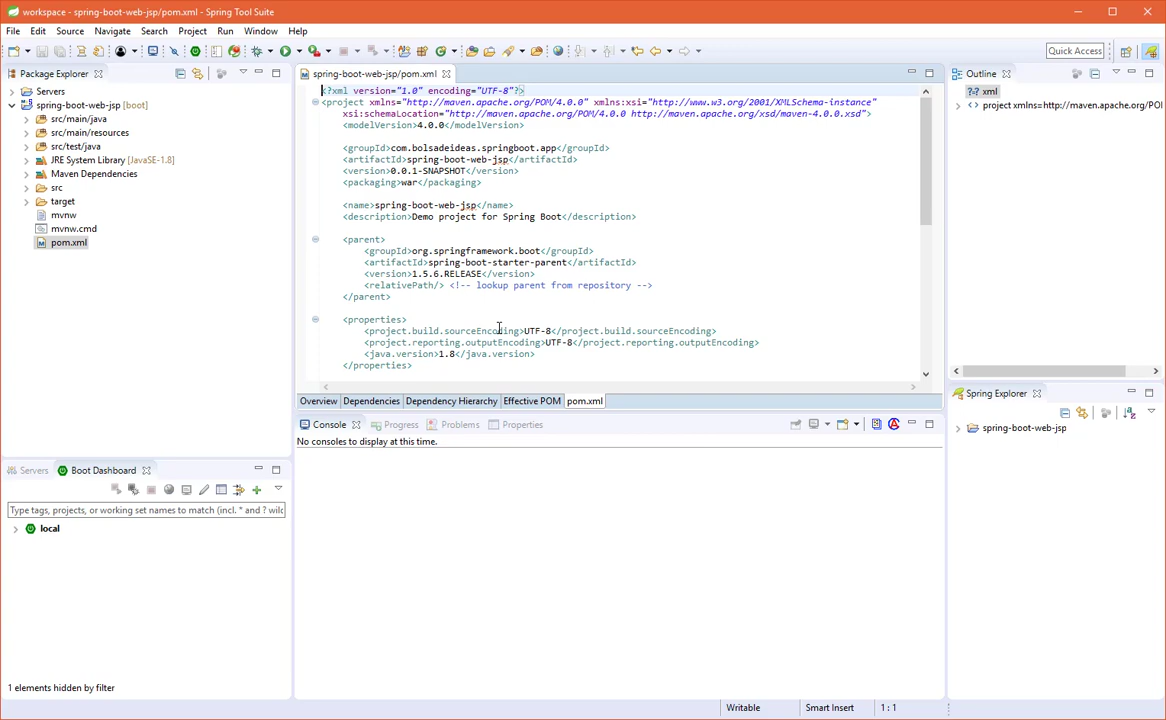 workspace - spring-boot-web-jsp/pom.xml - Spring Tool Suite
File Edit Source Navigate Search Project Run Window Help
Quick Access
Package Explorer
Servers
spring-boot-web-jsp [boot]
src/main/java
src/main/resources
src/test/java
JRE System Library [JavaSE-1.8]
Maven Dependencies
src
target
mvnw
mvnw.cmd
pom.xml
spring-boot-web-jsp/pom.xml
<?xml version="1.0" encoding="UTF-8"?>
<project xmlns="http://maven.apache.org/POM/4.0.0" xmlns:xsi="http://www.w3.org/2001/XMLSchema-instance"
xsi:schemaLocation="http://maven.apache.org/POM/4.0.0 http://maven.apache.org/xsd/maven-4.0.0.xsd">
<modelVersion>4.0.0</modelVersion>
<groupId>com.bolsadeideas.springboot.app</groupId>
<artifactId>spring-boot-web-jsp</artifactId>
<version>0.0.1-SNAPSHOT</version>
<packaging>war</packaging>
<name>spring-boot-web-jsp</name>
<description>Demo project for Spring Boot</description>
<parent>
<groupId>org.springframework.boot</groupId>
<artifactId>spring-boot-starter-parent</artifactId>
<version>1.5.6.RELEASE</version>
<relativePath/> <!-- lookup parent from repository -->
</parent>
<properties>
<project.build.sourceEncoding>UTF-8</project.build.sourceEncoding>
<project.reporting.outputEncoding>UTF-8</project.reporting.outputEncoding>
<java.version>1.8</java.version>
</properties>
Overview Dependencies Dependency Hierarchy Effective POM pom.xml
Outline
?-? xml
project xmlns=http://maven.apache.org/PO
Spring Explorer
spring-boot-web-jsp
Console Progress Problems Properties
No consoles to display at this time.
Servers Boot Dashboard
Type tags, projects, or working set names to match (incl. * and ? wild
local
1 elements hidden by filter
Writable Smart Insert 1 : 1